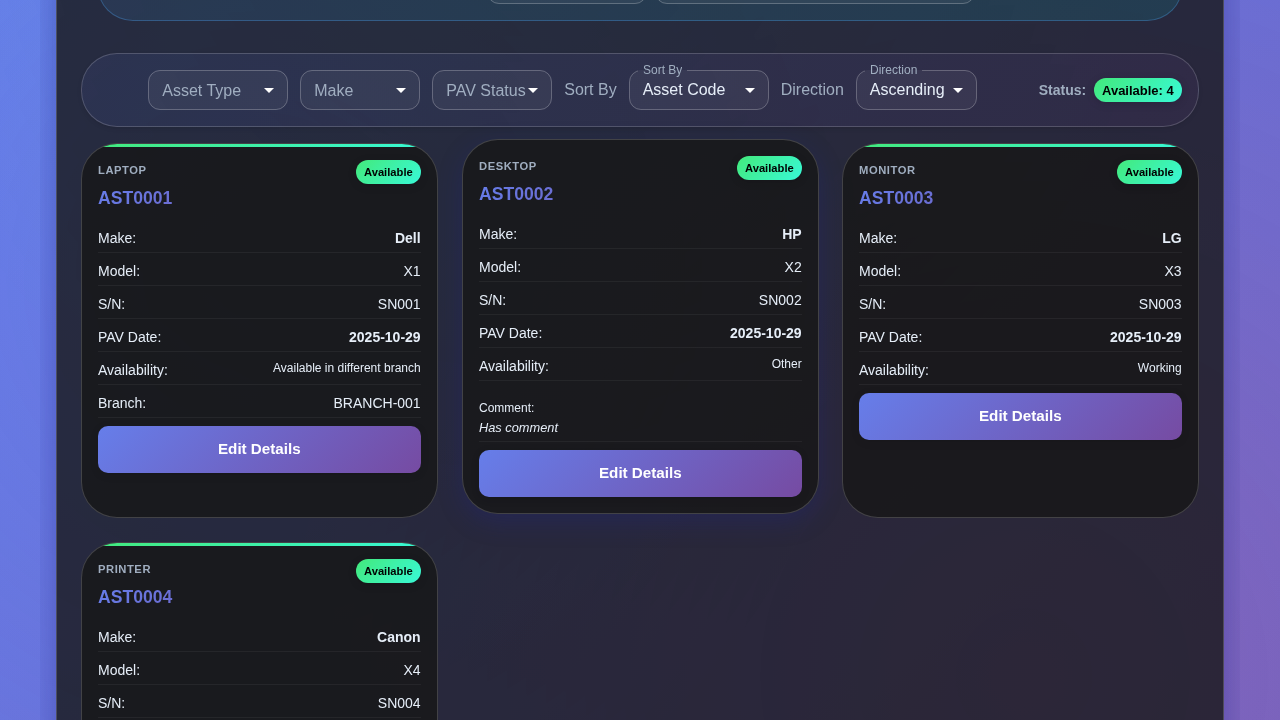 Asset Type
Make
PAV Status
Sort By
Sort By
Asset Code
Direction
Direction
Ascending
Status:
Available: 4
LAPTOP
Available
AST0001
Make: Dell
Model: X1
S/N: SN001
PAV Date: 2025-10-29
Availability: Available in different branch
Branch: BRANCH-001
Edit Details
DESKTOP
Available
AST0002
Make: HP
Model: X2
S/N: SN002
PAV Date: 2025-10-29
Availability: Other
Comment:
Has comment
Edit Details
MONITOR
Available
AST0003
Make: LG
Model: X3
S/N: SN003
PAV Date: 2025-10-29
Availability: Working
Edit Details
PRINTER
Available
AST0004
Make: Canon
Model: X4
S/N: SN004